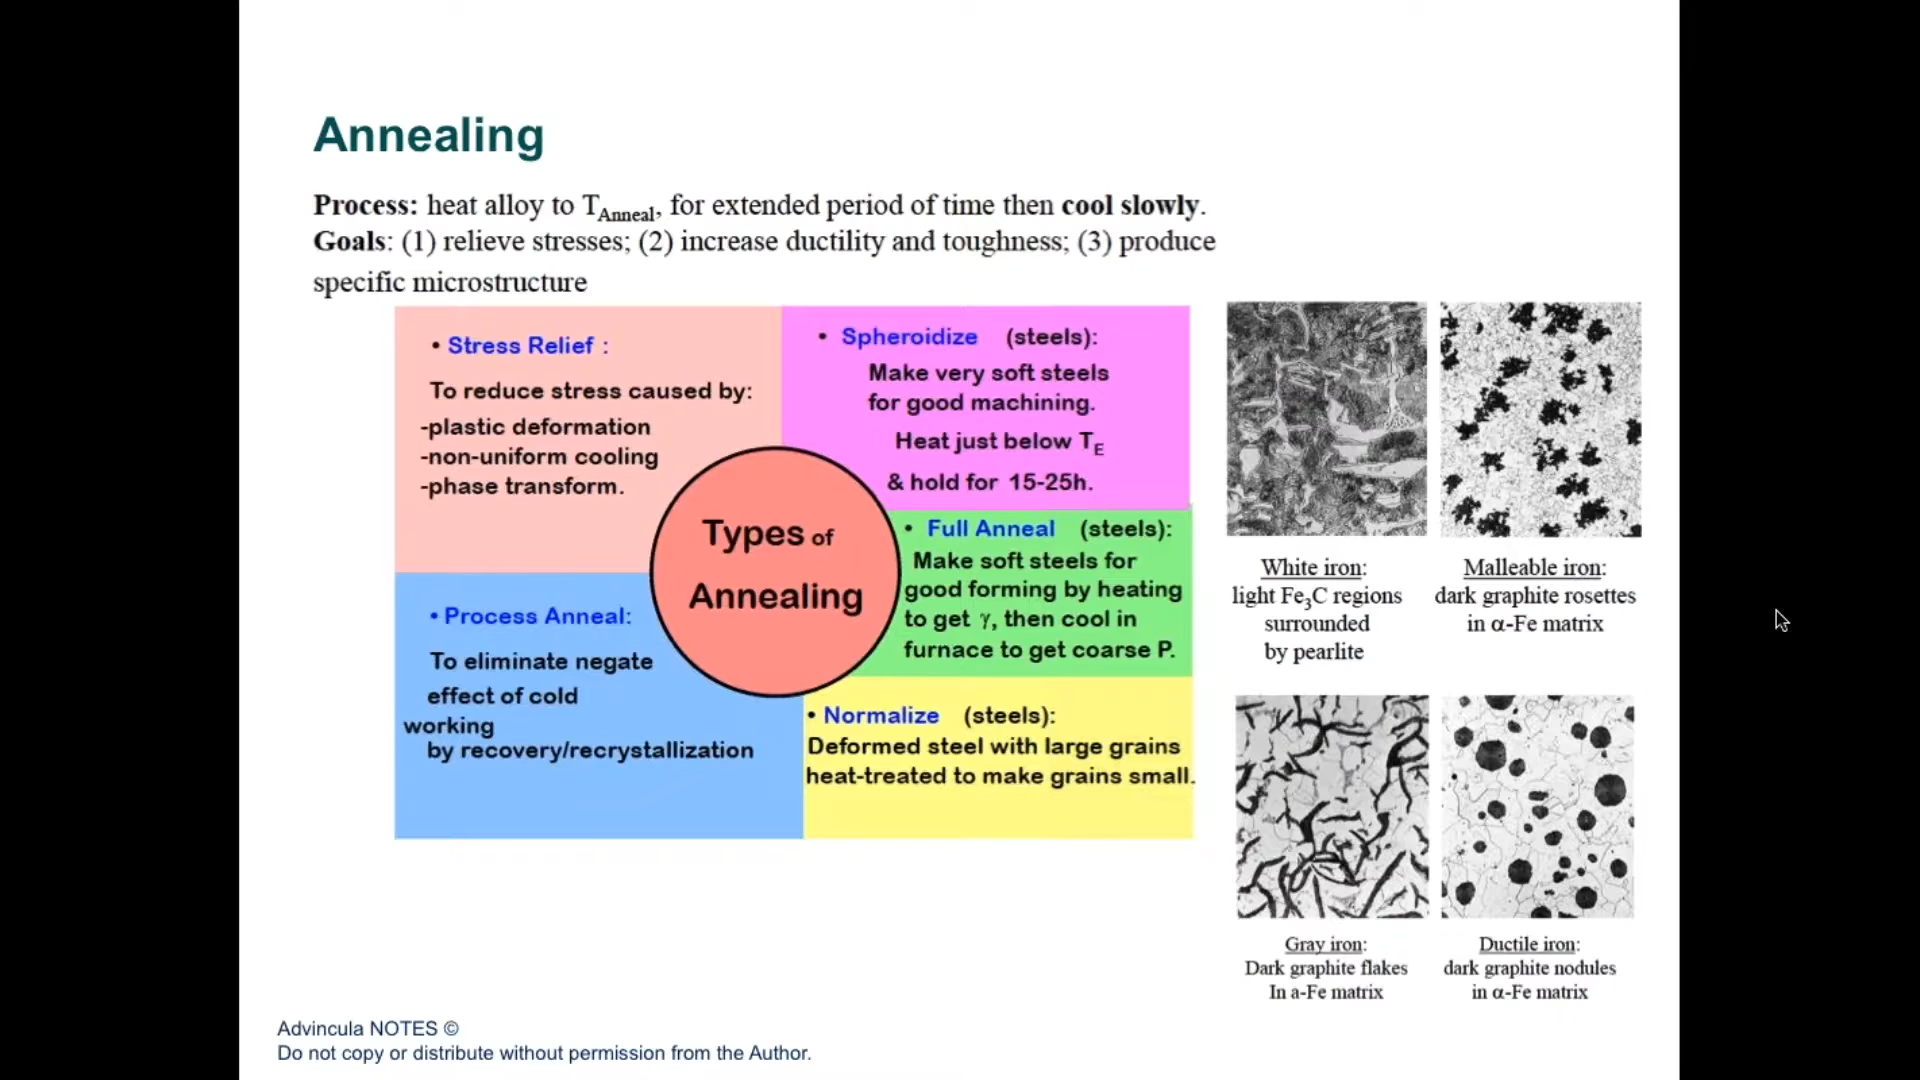 Annealing
Process: heat alloy to TAnneal, for extended period of time then cool slowly.
Goals: (1) relieve stresses; (2) increase ductility and toughness; (3) produce
specific microstructure
• Stress Relief :
To reduce stress caused by:
-plastic deformation
-non-uniform cooling
-phase transform.
• Spheroidize (steels):
Make very soft steels
for good machining.
Heat just below TE
& hold for 15-25h.
Types of
Annealing
• Full Anneal (steels):
Make soft steels for
good forming by heating
to get γ, then cool in
furnace to get coarse P.
• Process Anneal:
To eliminate negate
effect of cold
working
by recovery/recrystallization
• Normalize (steels):
Deformed steel with large grains
heat-treated to make grains small.
White iron:
light Fe3C regions
surrounded
by pearlite
Malleable iron:
dark graphite rosettes
in α-Fe matrix
Gray iron:
Dark graphite flakes
In a-Fe matrix
Ductile iron:
dark graphite nodules
in α-Fe matrix
Advincula NOTES ©
Do not copy or distribute without permission from the Author.